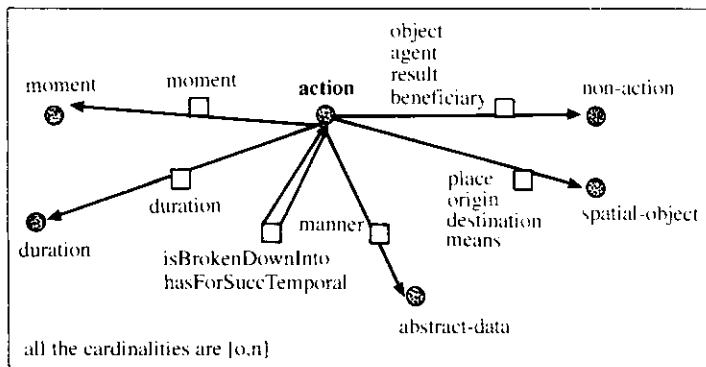 object
agent
result
beneficiary
moment
moment
action
non-action
duration
duration
manner
place
origin
destination
means
spatial-object
isBrokenDownInto
hasForSuccTemporal
abstract-data
all the cardinalities are [o,n]